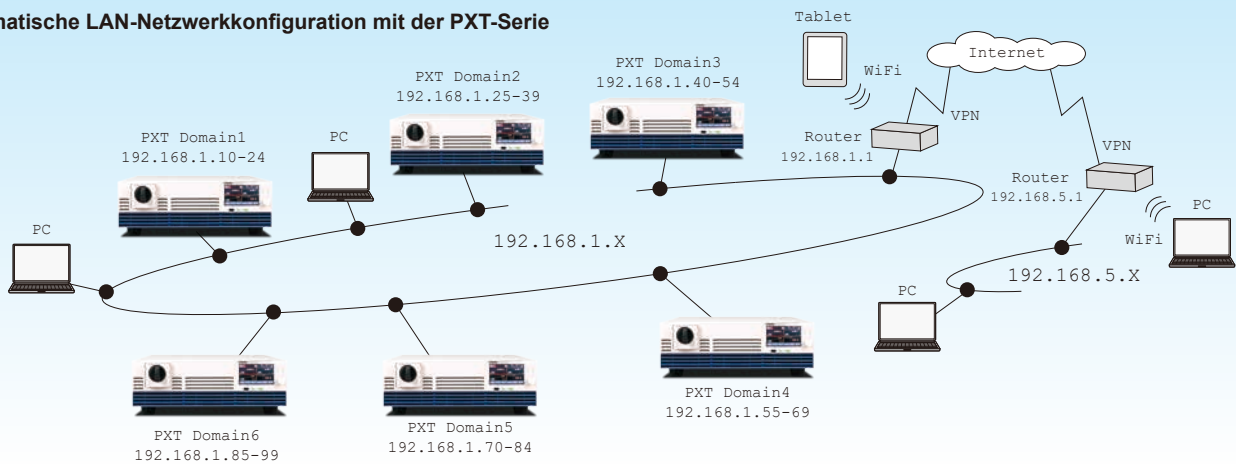 matische LAN-Netzwerkkonfiguration mit der PXT-Serie
Tablet
WiFi
Internet
PXT Domain3
192.168.1.40-54
PXT Domain2
192.168.1.25-39
VPN
Router
192.168.1.1
PXT Domain1
192.168.1.10-24
PC
VPN
Router
192.168.5.1
PC
WiFi
PC
192.168.1.X
192.168.5.X
PC
PXT Domain4
192.168.1.55-69
PXT Domain5
192.168.1.70-84
PXT Domain6
192.168.1.85-99